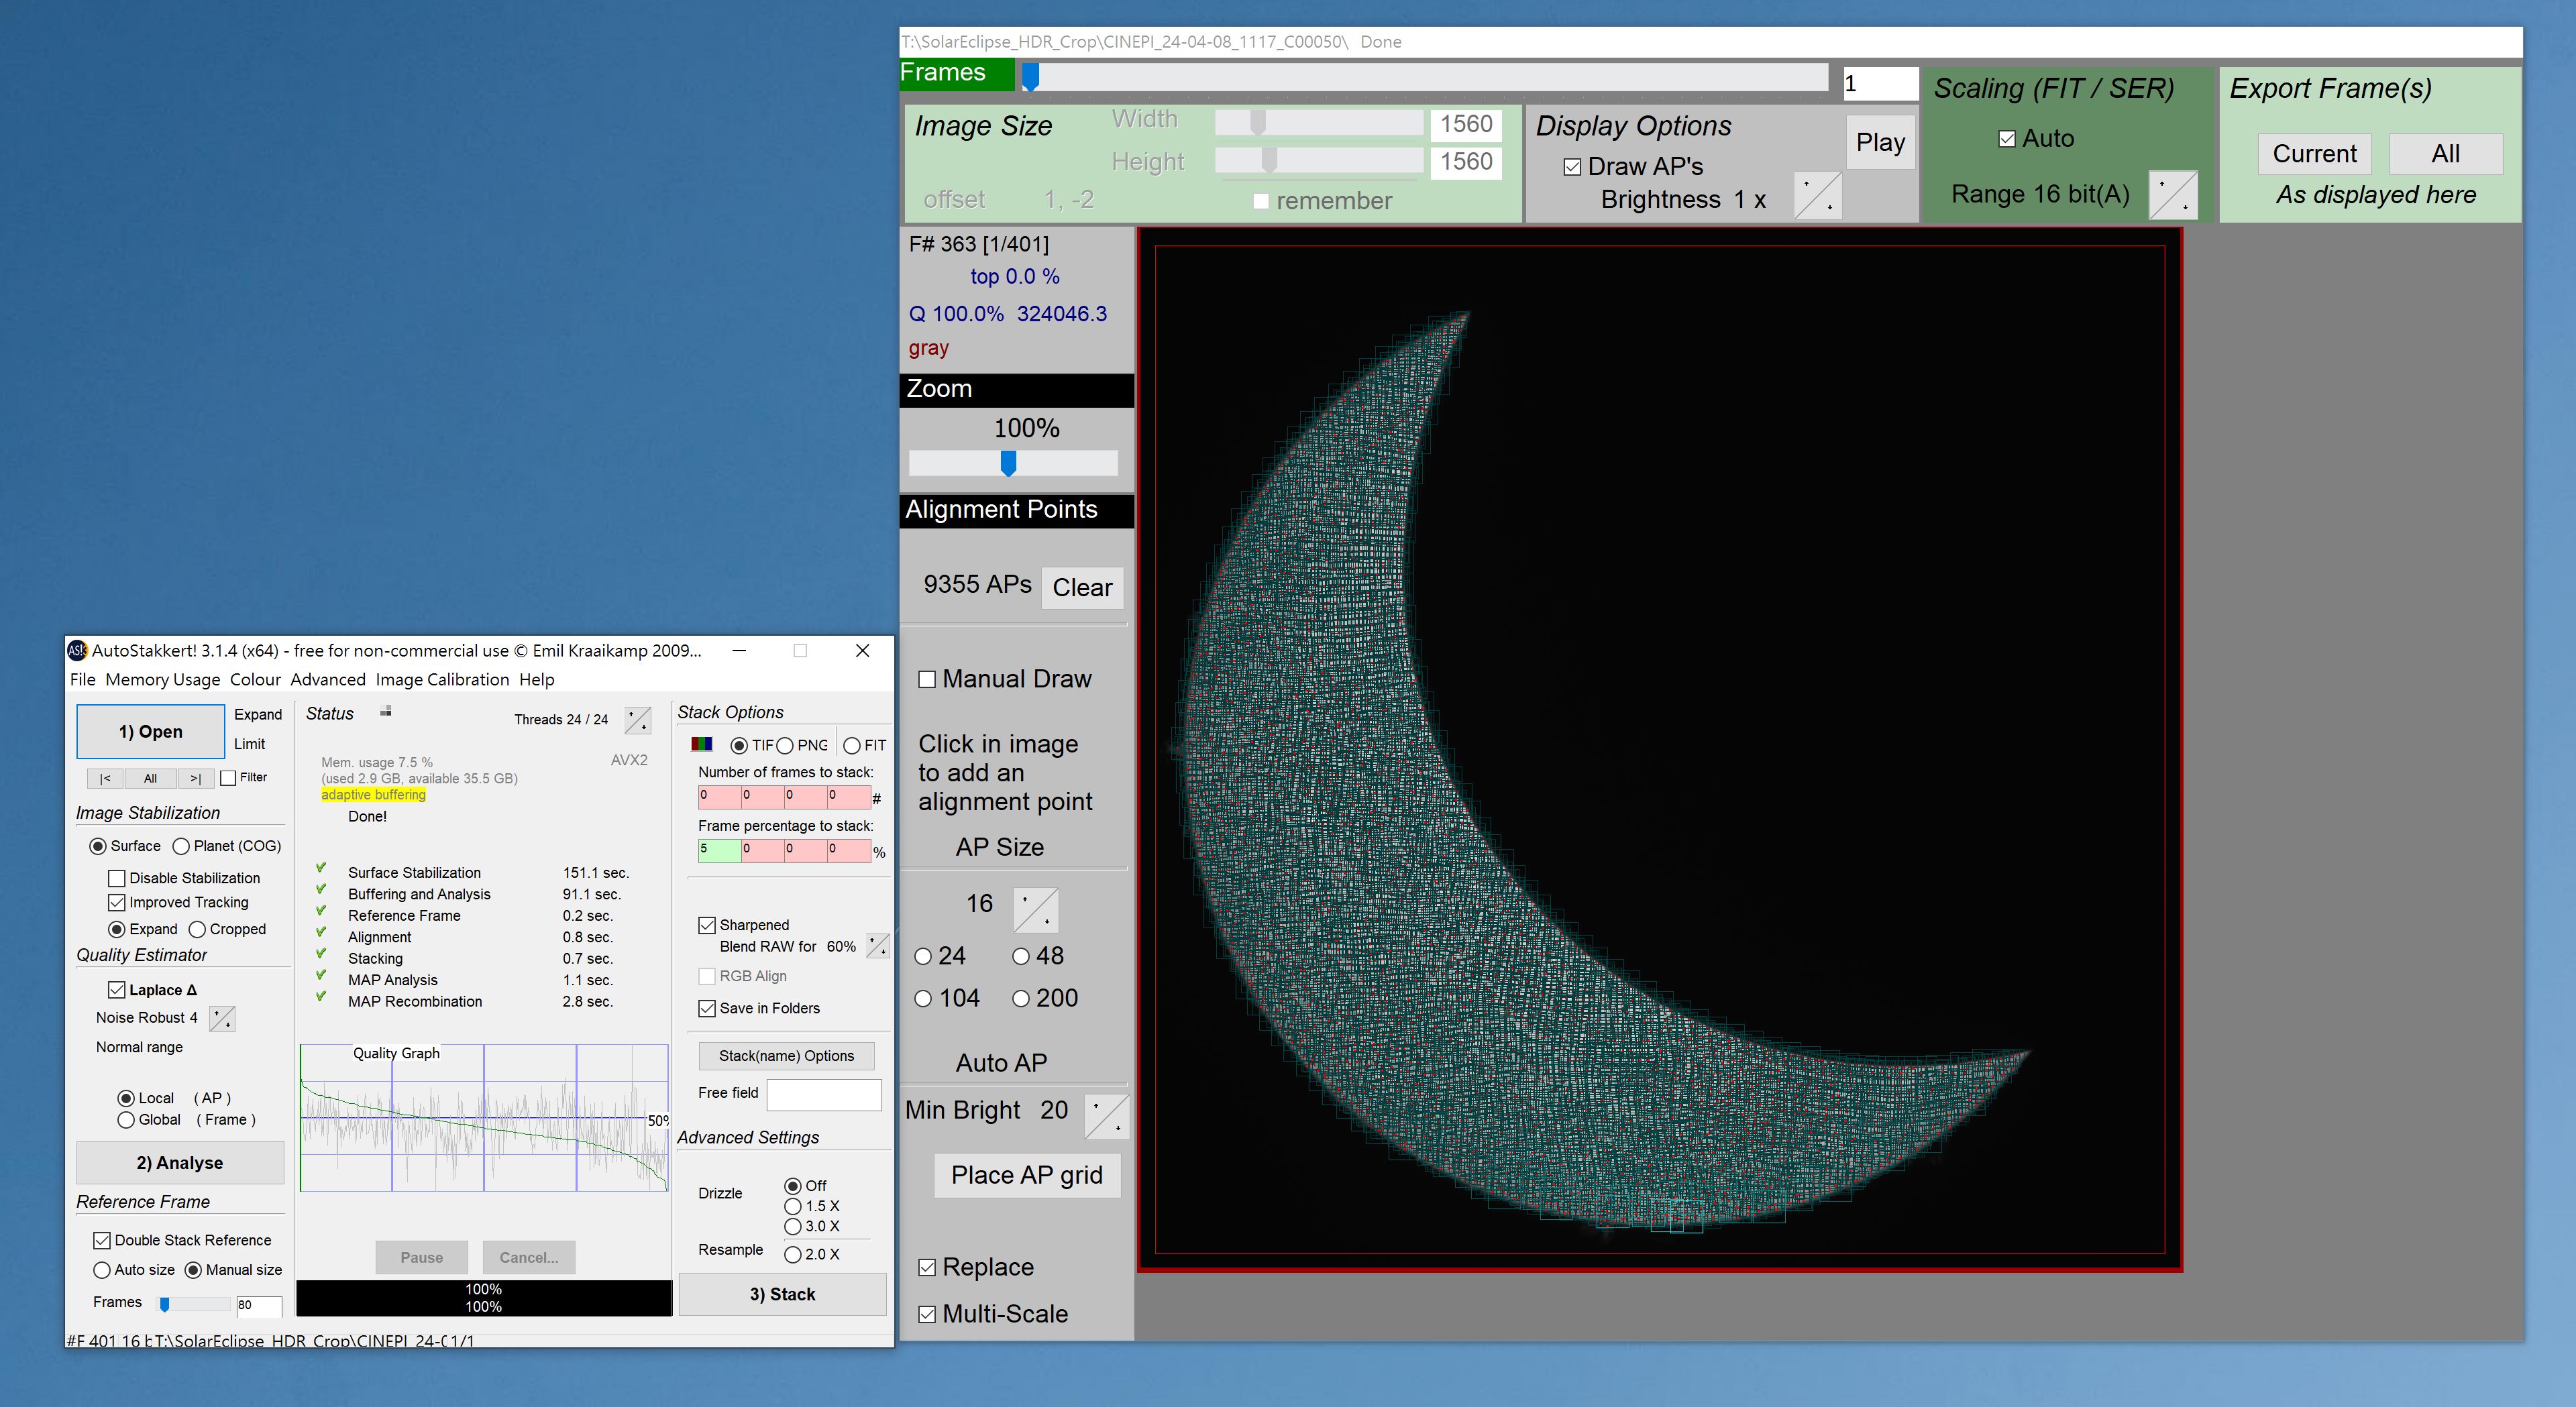 T:\SolarEclipse_HDR_Crop\CINEPI_24-04-08_1117_C00050\ Done
Frames
1
Image Size
Width
1560
Height
1560
offset
1, -2
remember
Display Options
Draw AP's
Brightness 1 x
Play
Scaling (FIT / SER)
Auto
Range 16 bit(A)
Export Frame(s)
Current
All
As displayed here
F# 363 [1/401]
top 0.0 %
Q 100.0% 324046.3
gray
Zoom
100%
Alignment Points
9355 APs
Clear
Manual Draw
Click in image
to add an
alignment point
AP Size
16
24
48
104
200
Auto AP
Min Bright 20
Place AP grid
Replace
Multi-Scale
AS!
AutoStakkert! 3.1.4 (x64) - free for non-commercial use © Emil Kraaikamp 2009...
File Memory Usage Colour Advanced Image Calibration Help
1) Open
Expand
Limit
|<
All
>|
Filter
Image Stabilization
Surface
Planet (COG)
Disable Stabilization
Improved Tracking
Expand
Cropped
Quality Estimator
Laplace Δ
Noise Robust 4
Normal range
Local (AP)
Global (Frame)
2) Analyse
Reference Frame
Double Stack Reference
Auto size
Manual size
Frames
80
Status
Threads 24 / 24
Mem. usage 7.5 %
AVX2
(used 2.9 GB, available 35.5 GB)
adaptive buffering
Done!
Surface Stabilization 151.1 sec.
Buffering and Analysis 91.1 sec.
Reference Frame 0.2 sec.
Alignment 0.8 sec.
Stacking 0.7 sec.
MAP Analysis 1.1 sec.
MAP Recombination 2.8 sec.
Quality Graph
50%
Pause
Cancel...
100%
100%
Stack Options
TIF
PNG
FIT
Number of frames to stack:
0 0 0 0 #
Frame percentage to stack:
5 0 0 0 %
Sharpened
Blend RAW for 60%
RGB Align
Save in Folders
Stack(name) Options
Free field
Advanced Settings
Drizzle
Off
1.5 X
3.0 X
Resample
2.0 X
3) Stack
#F 401 16 b T:\SolarEclipse_HDR_Crop\CINEPI_24-0 1/1